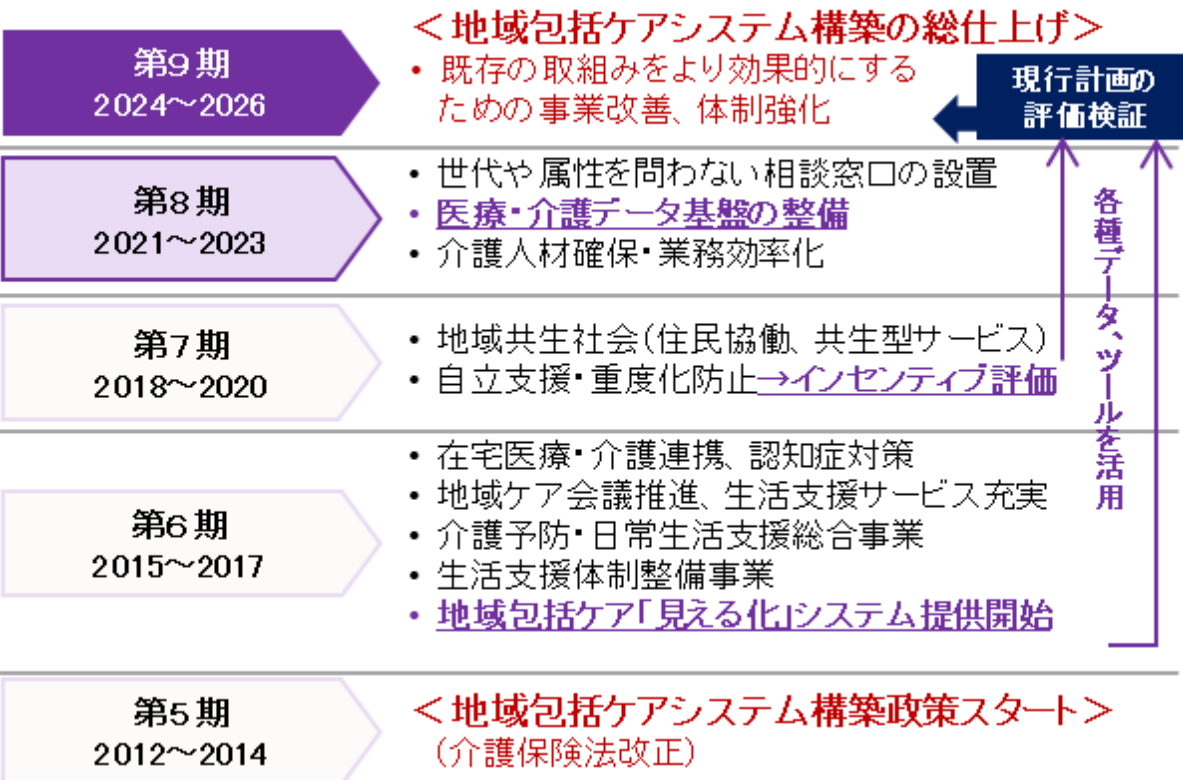 <地域包括ケアシステム構築の総仕上げ>
第9期
2024～2026
• 既存の取組みをより効果的にする
ための事業改善、体制強化
現行計画の
評価検証
第8期
2021～2023
• 世代や属性を問わない相談窓口の設置
• 医療・介護データ基盤の整備
• 介護人材確保・業務効率化
各種データ、ツールを活用
第7期
2018～2020
• 地域共生社会(住民協働、共生型サービス)
• 自立支援・重度化防止→インセンティブ評価
第6期
2015～2017
• 在宅医療・介護連携、認知症対策
• 地域ケア会議推進、生活支援サービス充実
• 介護予防・日常生活支援総合事業
• 生活支援体制整備事業
• 地域包括ケア「見える化」システム提供開始
第5期
2012～2014
<地域包括ケアシステム構築政策スタート>
(介護保険法改正)